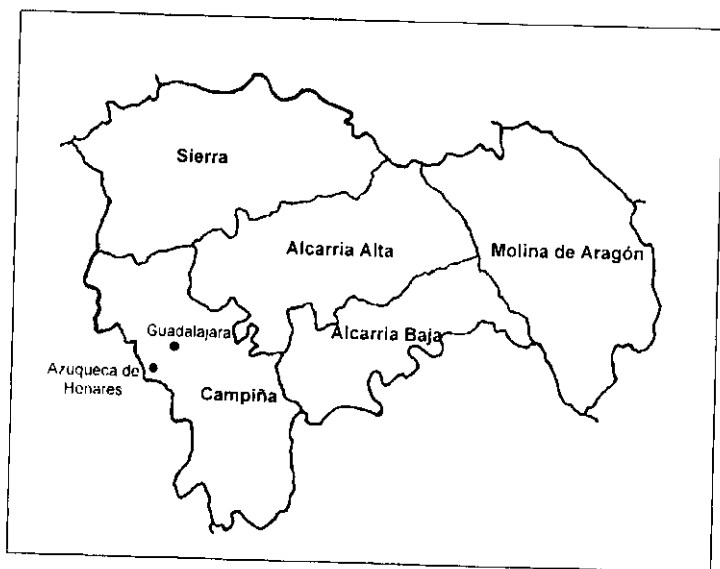 Sierra
Alcarria Alta
Molina de Aragón
Guadalajara
Alcarria Baja
Azuqueca de
Henares
Campiña